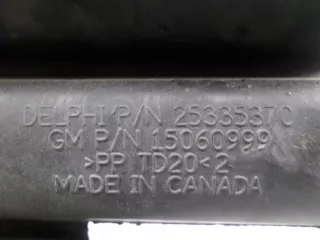 DELPHI P/N 25335370
GM P/N 15060999
>PP TD20<2
MADE IN CANADA